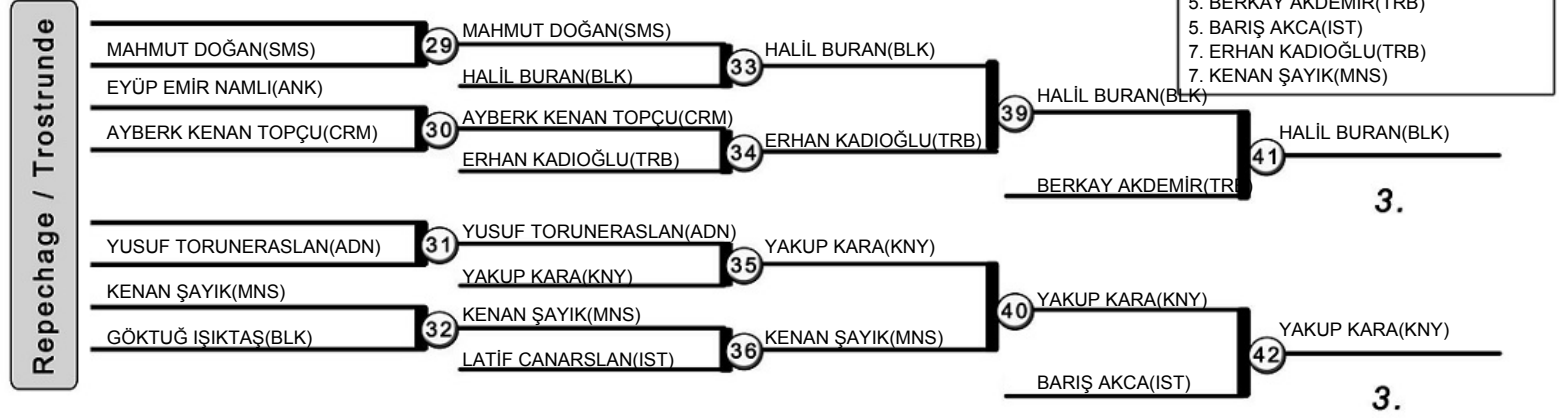 Repechage / Trostrunde
5. BERKAY AKDEMİR(TRB)
5. BARIŞ AKCA(IST)
7. ERHAN KADIOĞLU(TRB)
7. KENAN ŞAYIK(MNS)
MAHMUT DOĞAN(SMS)
EYÜP EMİR NAMLI(ANK)
AYBERK KENAN TOPÇU(CRM)
YUSUF TORUNERASLAN(ADN)
KENAN ŞAYIK(MNS)
GÖKTUĞ IŞIKTAŞ(BLK)
29
30
31
32
MAHMUT DOĞAN(SMS)
HALİL BURAN(BLK)
AYBERK KENAN TOPÇU(CRM)
ERHAN KADIOĞLU(TRB)
YUSUF TORUNERASLAN(ADN)
YAKUP KARA(KNY)
KENAN ŞAYIK(MNS)
LATİF CANARSLAN(IST)
33
34
35
36
HALİL BURAN(BLK)
ERHAN KADIOĞLU(TRB)
YAKUP KARA(KNY)
KENAN ŞAYIK(MNS)
39
40
HALİL BURAN(BLK)
BERKAY AKDEMİR(TRB)
YAKUP KARA(KNY)
BARIŞ AKCA(IST)
41
42
HALİL BURAN(BLK)
3.
YAKUP KARA(KNY)
3.